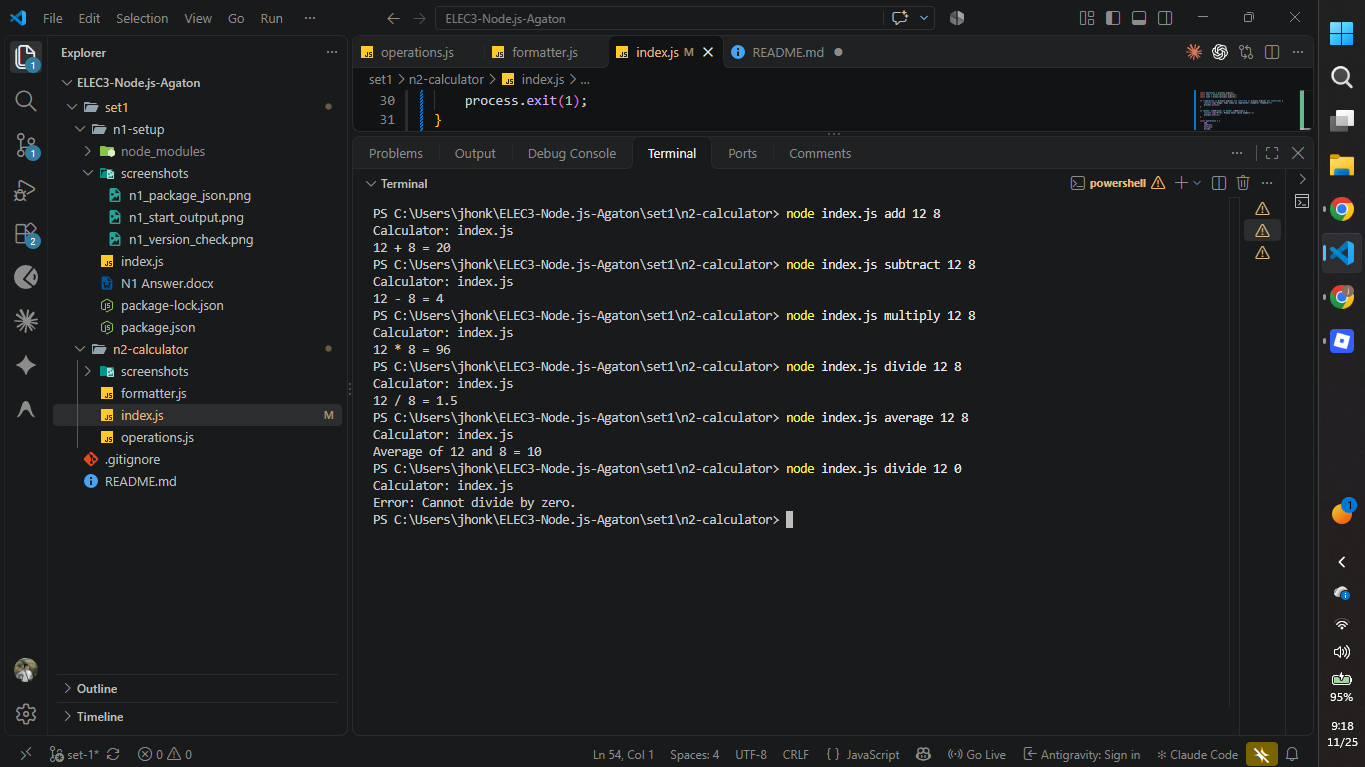 File Edit Selection View Go Run ··· ELEC3-Node.js-Agaton
Explorer ···
ELEC3-Node.js-Agaton
set1
n1-setup
node_modules
screenshots
n1_package_json.png
n1_start_output.png
n1_version_check.png
index.js
N1 Answer.docx
package-lock.json
package.json
n2-calculator
screenshots
formatter.js
index.js M
operations.js
.gitignore
README.md
Outline
Timeline
operations.js formatter.js index.js M README.md
set1 > n2-calculator > index.js > ...
30 process.exit(1);
31 }
Problems Output Debug Console Terminal Ports Comments
Terminal
powershell
PS C:\Users\jhonk\ELEC3-Node.js-Agaton\set1\n2-calculator> node index.js add 12 8
Calculator: index.js
12 + 8 = 20
PS C:\Users\jhonk\ELEC3-Node.js-Agaton\set1\n2-calculator> node index.js subtract 12 8
Calculator: index.js
12 - 8 = 4
PS C:\Users\jhonk\ELEC3-Node.js-Agaton\set1\n2-calculator> node index.js multiply 12 8
Calculator: index.js
12 * 8 = 96
PS C:\Users\jhonk\ELEC3-Node.js-Agaton\set1\n2-calculator> node index.js divide 12 8
Calculator: index.js
12 / 8 = 1.5
PS C:\Users\jhonk\ELEC3-Node.js-Agaton\set1\n2-calculator> node index.js average 12 8
Calculator: index.js
Average of 12 and 8 = 10
PS C:\Users\jhonk\ELEC3-Node.js-Agaton\set1\n2-calculator> node index.js divide 12 0
Calculator: index.js
Error: Cannot divide by zero.
PS C:\Users\jhonk\ELEC3-Node.js-Agaton\set1\n2-calculator>
1
1
2
set-1* 0 0 Ln 54, Col 1 Spaces: 4 UTF-8 CRLF { } JavaScript Go Live Antigravity: Sign in Claude Code
1
95%
9:18
11/25